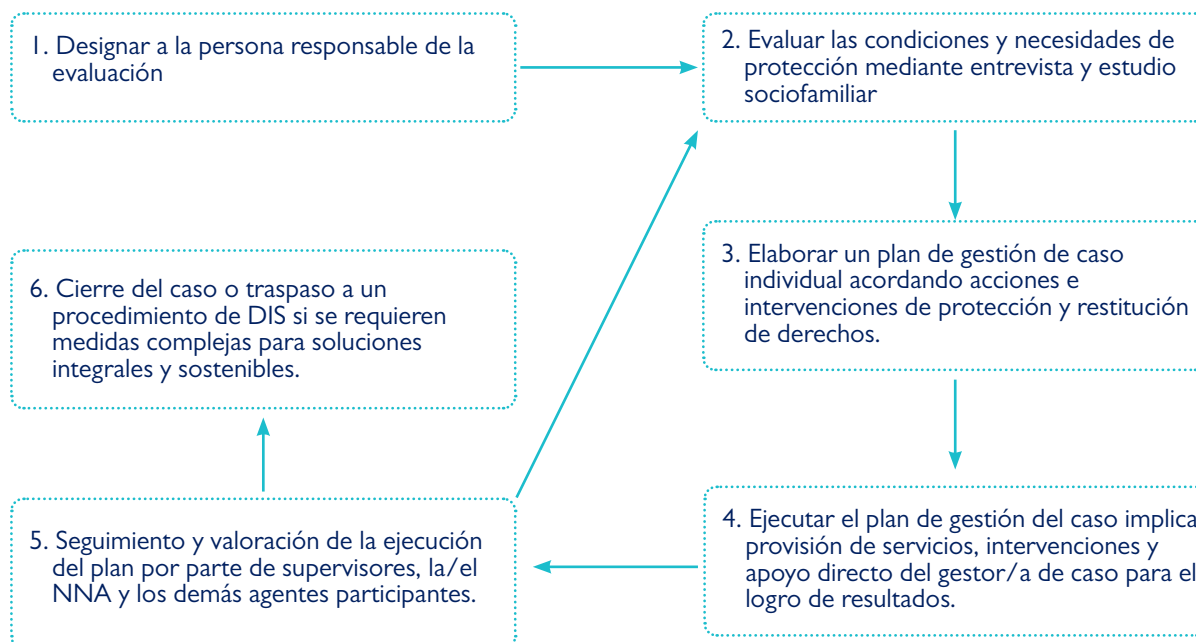 1. Designar a la persona responsable de la
evaluación
2. Evaluar las condiciones y necesidades de
protección mediante entrevista y estudio
sociofamiliar
3. Elaborar un plan de gestión de caso
individual acordando acciones e
intervenciones de protección y restitución
de derechos.
4. Ejecutar el plan de gestión del caso implica
provisión de servicios, intervenciones y
apoyo directo del gestor/a de caso para el
logro de resultados.
5. Seguimiento y valoración de la ejecución
del plan por parte de supervisores, la/el
NNA y los demás agentes participantes.
6. Cierre del caso o traspaso a un
procedimiento de DIS si se requieren
medidas complejas para soluciones
integrales y sostenibles.